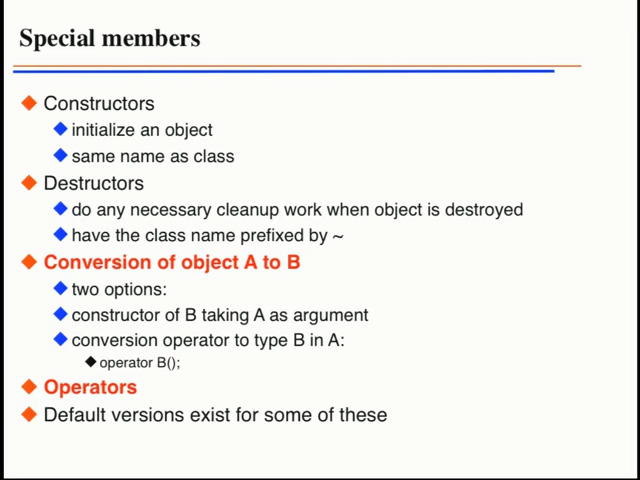 Special members
Constructors
initialize an object
same name as class
Destructors
do any necessary cleanup work when object is destroyed
have the class name prefixed by ~
Conversion of object A to B
two options:
constructor of B taking A as argument
conversion operator to type B in A:
operator B();
Operators
Default versions exist for some of these